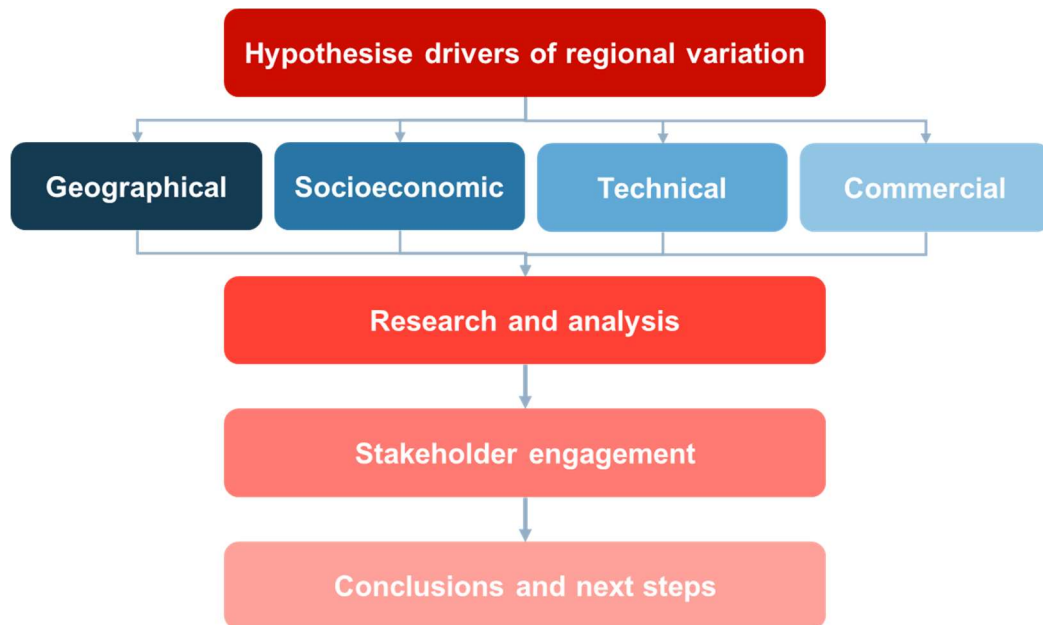 Hypothesise drivers of regional variation
Geographical
Socioeconomic
Technical
Commercial
Research and analysis
Stakeholder engagement
Conclusions and next steps